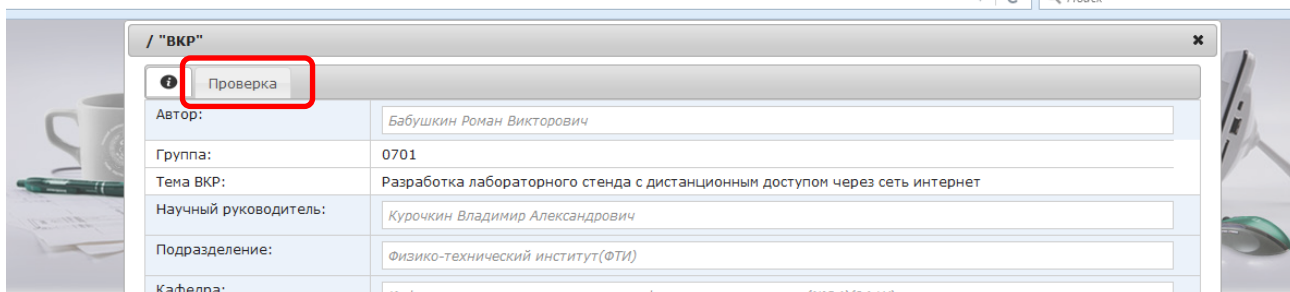 Поиск
/ "ВКР"
Проверка
Автор: Бабушкин Роман Викторович
Группа: 0701
Тема ВКР: Разработка лабораторного стенда с дистанционным доступом через сеть интернет
Научный руководитель: Курочкин Владимир Александрович
Подразделение: Физико-технический институт(ФТИ)
Кафедра: